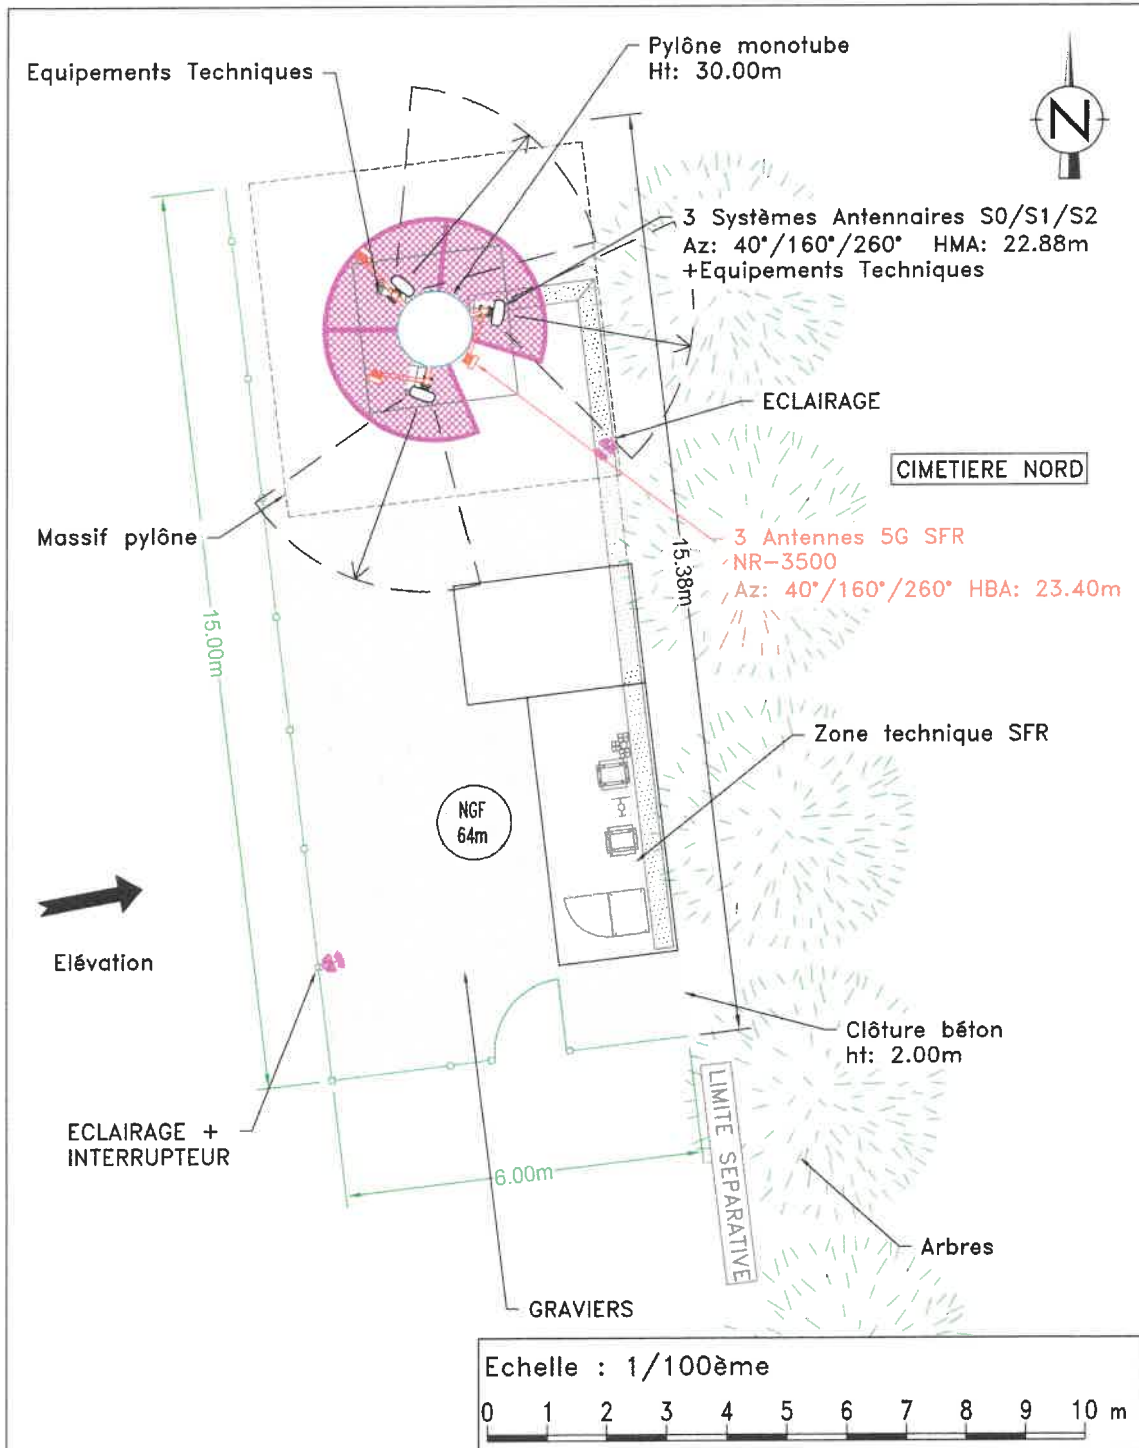 Equipements Techniques
Pylône monotube
Ht: 30.00m
N
3 Systèmes Antennaires S0/S1/S2
Az: 40°/160°/260° HMA: 22.88m
+Equipements Techniques
ECLAIRAGE
CIMETIERE NORD
Massif pylône
3 Antennes 5G SFR
NR-3500
Az: 40°/160°/260° HBA: 23.40m
15.38m
15.00m
Zone technique SFR
NGF
64m
Elévation
Clôture béton
ht: 2.00m
ECLAIRAGE +
INTERRUPTEUR
LIMITE SEPARATIVE
6.00m
Arbres
GRAVIERS
Echelle : 1/100ème
0 1 2 3 4 5 6 7 8 9 10 m